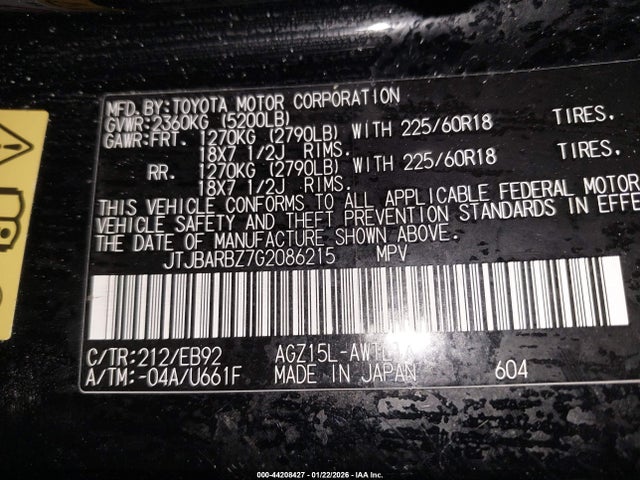 MFD. BY: TOYOTA MOTOR CORPORATION
GVWR: 2360KG (5200LB)
GAWR: FRT. 1270KG (2790LB) WITH 225/60R18 TIRES.
18X7 1/2J RIMS.
RR. 1270KG (2790LB) WITH 225/60R18 TIRES.
18X7 1/2J RIMS.
THIS VEHICLE CONFORMS TO ALL APPLICABLE FEDERAL MOTOR
VEHICLE SAFETY AND THEFT PREVENTION STANDARDS IN EFFE
THE DATE OF MANUFACTURE SHOWN ABOVE.
JTJBARBZ7G2086215 MPV
C/TR: 212/EB92
AGZ15L-
A/TM: -04A/U661F MADE IN JAPAN 604
000-44208427 - 01/22/2026 - IAA Inc.